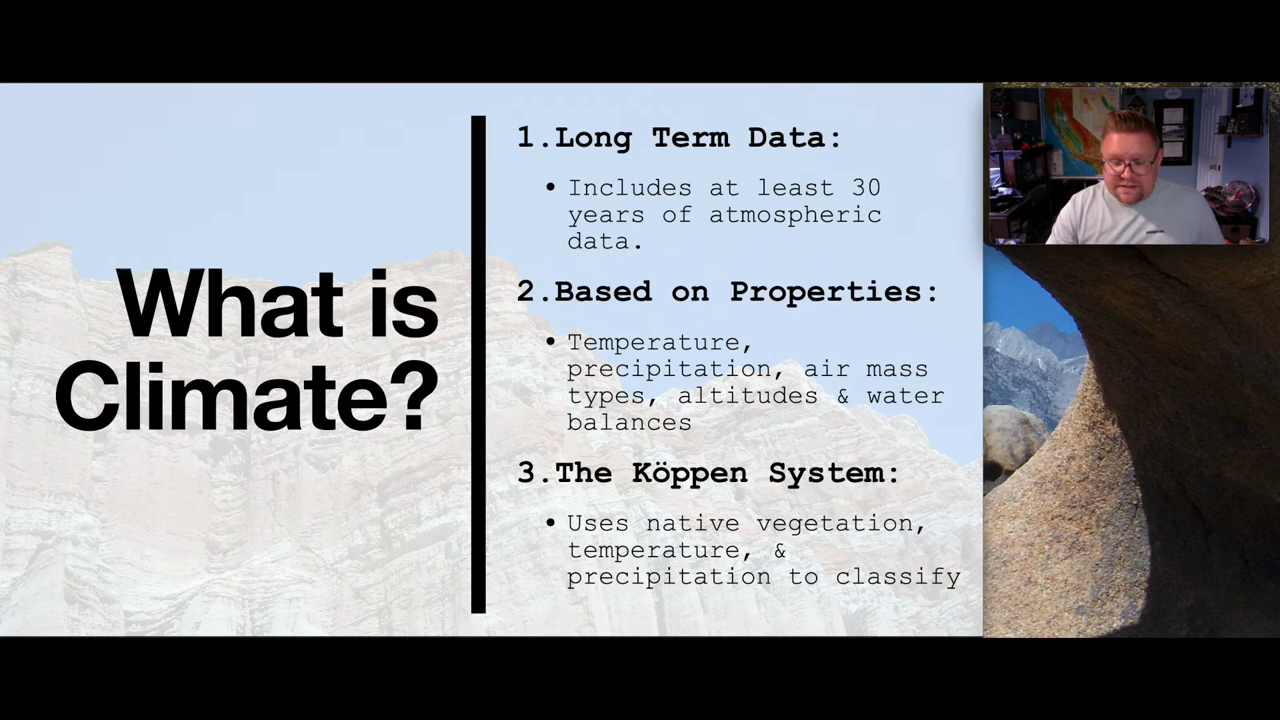 What is
Climate?
1.Long Term Data:
• Includes at least 30
years of atmospheric
data.
2.Based on Properties:
• Temperature,
precipitation, air mass
types, altitudes & water
balances
3.The Köppen System:
• Uses native vegetation,
temperature, &
precipitation to classify